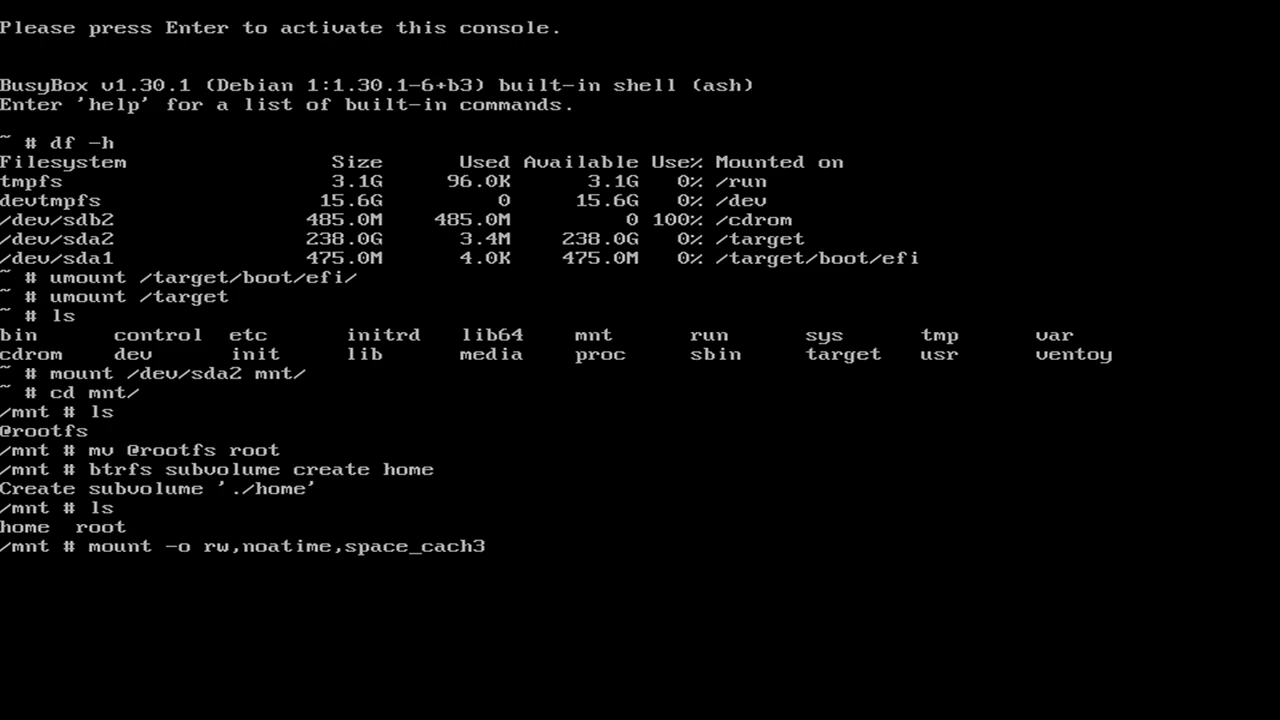 Please press Enter to activate this console.
BusyBox v1.30.1 (Debian 1:1.30.1-6+b3) built-in shell (ash)
Enter 'help' for a list of built-in commands.
~ # df -h
Filesystem                Size      Used Available Use% Mounted on
tmpfs                     3.1G     96.0K      3.1G   0% /run
devtmpfs                 15.6G         0     15.6G   0% /dev
/dev/sdb2               485.0M    485.0M         0 100% /cdrom
/dev/sda2               238.0G      3.4M    238.0G   0% /target
/dev/sda1               475.0M      4.0K    475.0M   0% /target/boot/efi
~ # umount /target/boot/efi/
~ # umount /target
~ # ls
bin      control  etc      initrd   lib64    mnt      run      sys      tmp      var
cdrom    dev      init     lib      media    proc     sbin     target   usr      ventoy
~ # mount /dev/sda2 mnt/
~ # cd mnt/
/mnt # ls
@rootfs
/mnt # mv @rootfs root
/mnt # btrfs subvolume create home
Create subvolume './home'
/mnt # ls
home  root
/mnt # mount -o rw,noatime,space_cach3